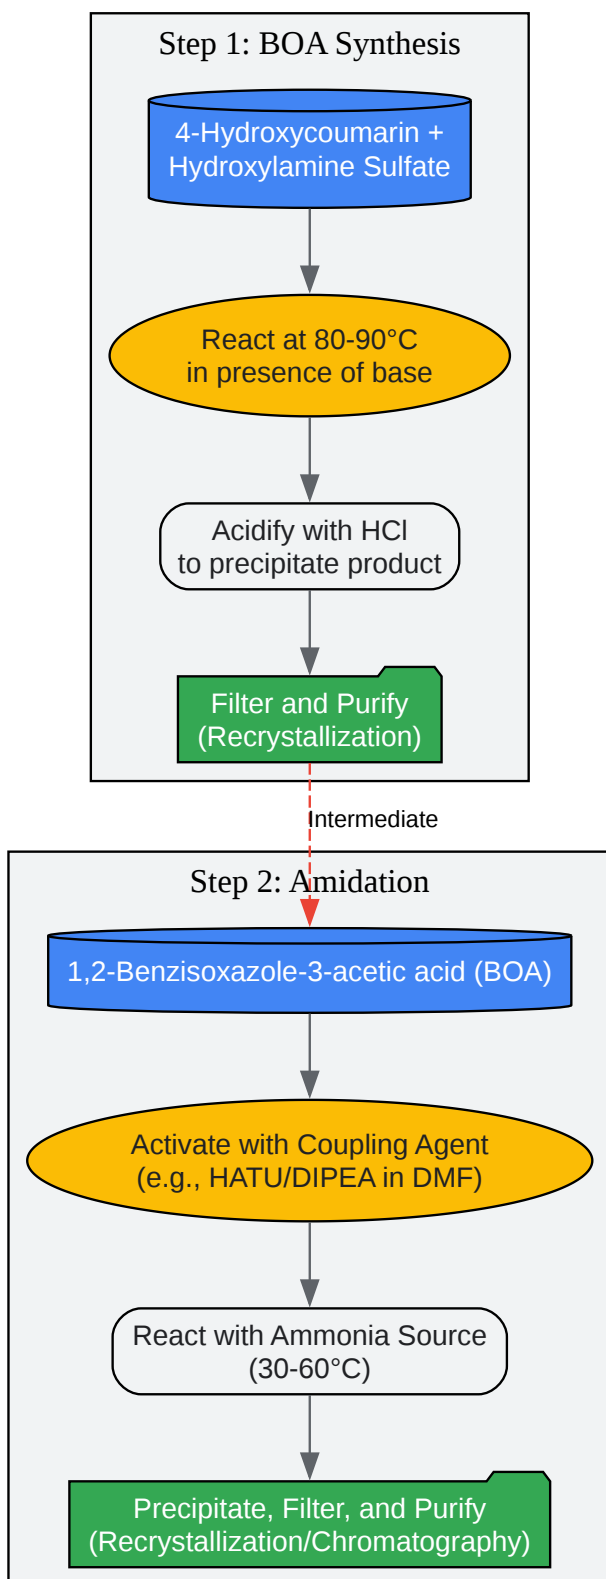 Step 1: BOA Synthesis
4-Hydroxycoumarin +
Hydroxylamine Sulfate
React at 80-90°C
in presence of base
Acidify with HCl
to precipitate product
Filter and Purify
(Recrystallization)
Intermediate
Step 2: Amidation
1,2-Benzisoxazole-3-acetic acid (BOA)
Activate with Coupling Agent
(e.g., HATU/DIPEA in DMF)
React with Ammonia Source
(30-60°C)
Precipitate, Filter, and Purify
(Recrystallization/Chromatography)